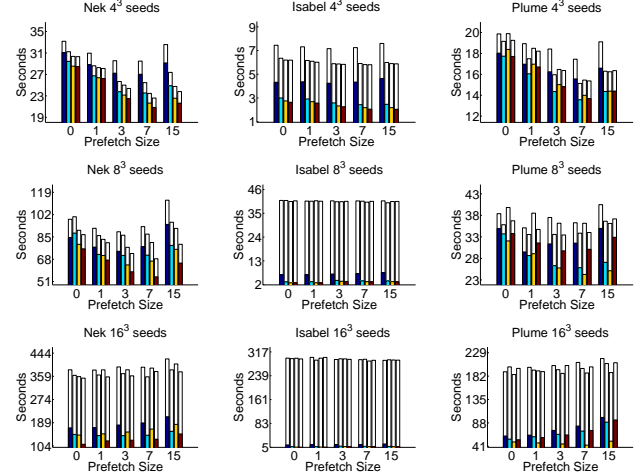 Nek 4³ seeds
35
31
27
23
19
Seconds
0 1 3 7 15
Prefetch Size
Isabel 4³ seeds
9
7
5
3
1
Seconds
0 1 3 7 15
Prefetch Size
Plume 4³ seeds
20
18
16
14
12
Seconds
0 1 3 7 15
Prefetch Size
Nek 8³ seeds
119
102
85
68
51
Seconds
0 1 3 7 15
Prefetch Size
Isabel 8³ seeds
46
35
24
13
2
Seconds
0 1 3 7 15
Prefetch Size
Plume 8³ seeds
43
38
33
28
23
Seconds
0 1 3 7 15
Prefetch Size
Nek 16³ seeds
444
359
274
189
104
Seconds
0 1 3 7 15
Prefetch Size
Isabel 16³ seeds
317
239
161
83
5
Seconds
0 1 3 7 15
Prefetch Size
Plume 16³ seeds
229
182
135
88
41
Seconds
0 1 3 7 15
Prefetch Size